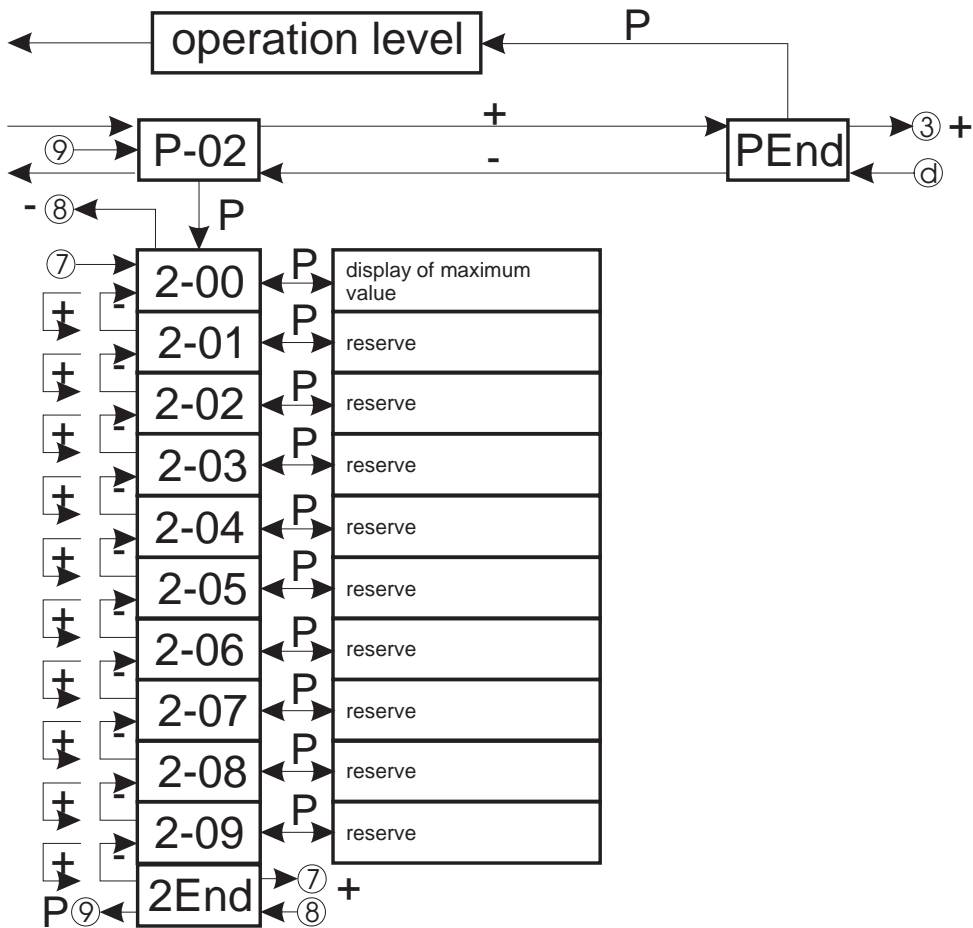 operation level P
+
⑨ P-02 PEnd ③ +
- ⓓ
- ⑧ P
⑦ 2-00 P display of maximum
value
+ -
2-01 P reserve
+ -
2-02 P reserve
+ -
2-03 P reserve
+ -
2-04 P reserve
+ -
2-05 P reserve
+ -
2-06 P reserve
+ -
2-07 P reserve
+ -
2-08 P reserve
+ -
2-09 P reserve
+ -
2End ⑦ +
P ⑨ ⑧